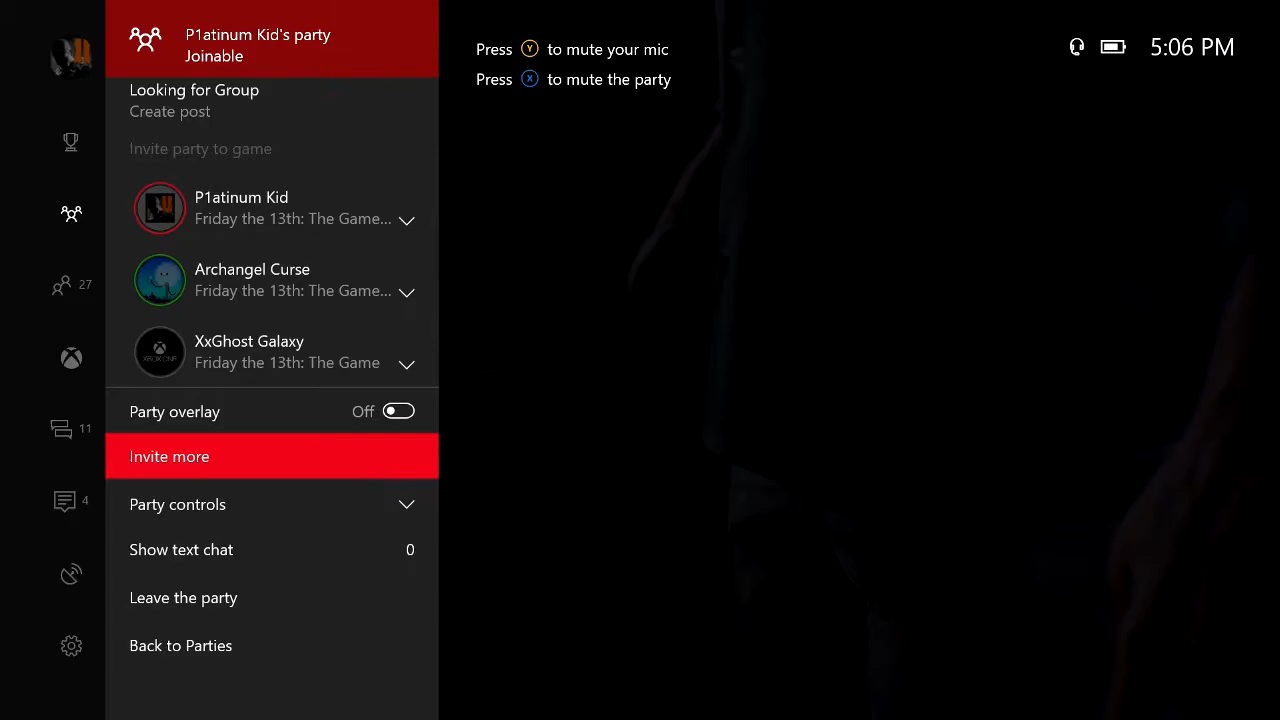 P1atinum Kid's party
Joinable
Looking for Group
Create post
Invite party to game
P1atinum Kid
Friday the 13th: The Game...
Archangel Curse
Friday the 13th: The Game...
XBOX ONE
XxGhost Galaxy
Friday the 13th: The Game
Party overlay Off
Invite more
Party controls
Show text chat 0
Leave the party
Back to Parties
27
11
4
Press Y to mute your mic
Press X to mute the party
5:06 PM